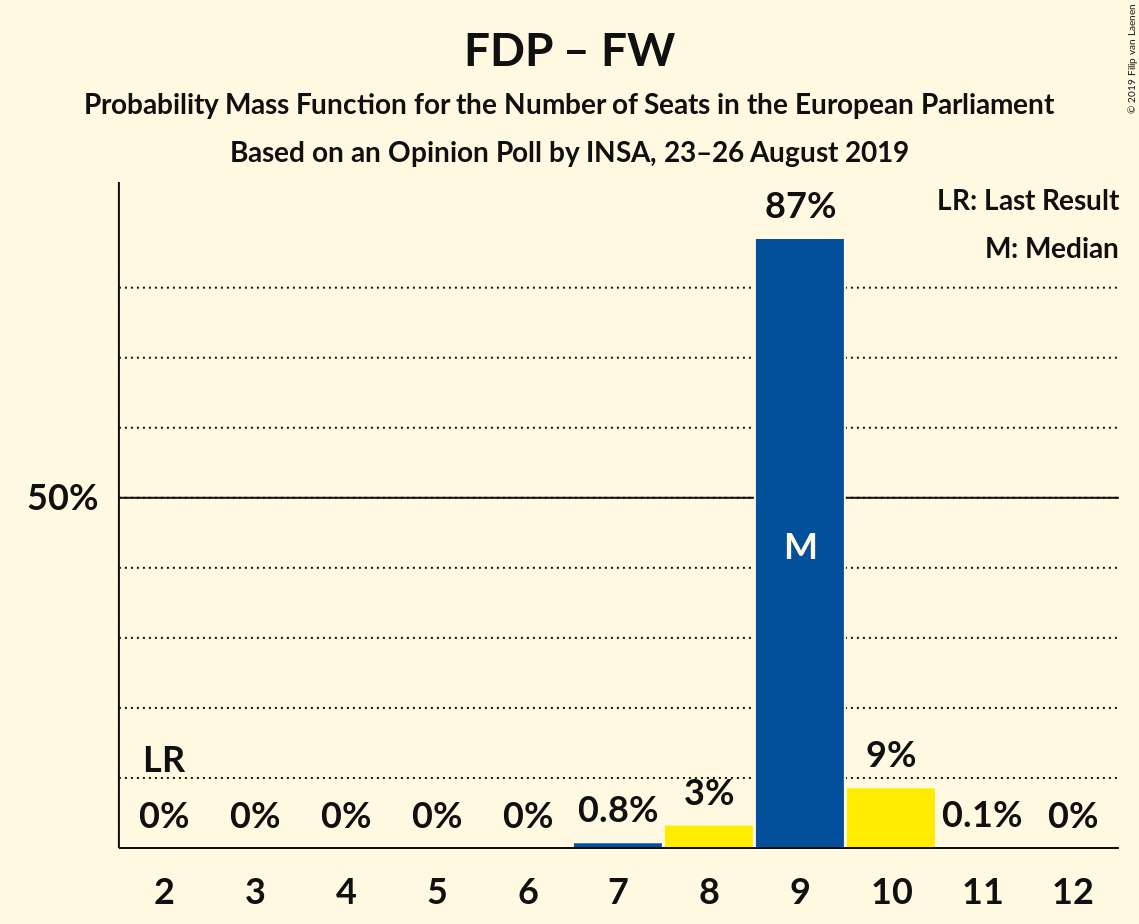 FDP – FW
Probability Mass Function for the Number of Seats in the European Parliament
Based on an Opinion Poll by INSA, 23–26 August 2019
© 2019 Filip van Laenen
LR: Last Result
M: Median
87%
50%
M
LR
0%
0%
0%
0%
0%
0.8%
3%
9%
0.1%
0%
2
3
4
5
6
7
8
9
10
11
12